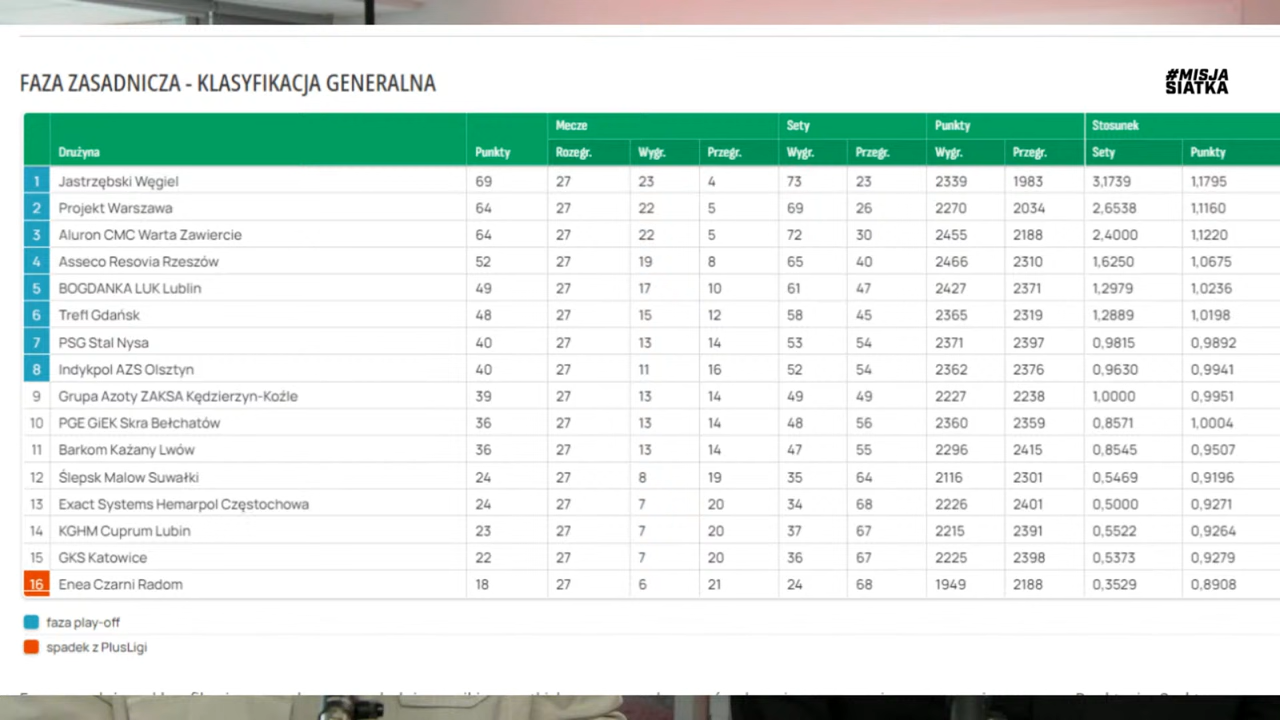 FAZA ZASADNICZA - KLASYFIKACJA GENERALNA
#MISJA
SIATKA
Mecze Sety Punkty Stosunek
Drużyna Punkty Rozegr. Wygr. Przegr. Wygr. Przegr. Wygr. Przegr. Sety Punkty
1 Jastrzębski Węgiel 69 27 23 4 73 23 2339 1983 3,1739 1,1795
2 Projekt Warszawa 64 27 22 5 69 26 2270 2034 2,6538 1,1160
3 Aluron CMC Warta Zawiercie 64 27 22 5 72 30 2455 2188 2,4000 1,1220
4 Asseco Resovia Rzeszów 52 27 19 8 65 40 2466 2310 1,6250 1,0675
5 BOGDANKA LUK Lublin 49 27 17 10 61 47 2427 2371 1,2979 1,0236
6 Trefl Gdańsk 48 27 15 12 58 45 2365 2319 1,2889 1,0198
7 PSG Stal Nysa 40 27 13 14 53 54 2371 2397 0,9815 0,9892
8 Indykpol AZS Olsztyn 40 27 11 16 52 54 2362 2376 0,9630 0,9941
9 Grupa Azoty ZAKSA Kędzierzyn-Koźle 39 27 13 14 49 49 2227 2238 1,0000 0,9951
10 PGE GiEK Skra Bełchatów 36 27 13 14 48 56 2360 2359 0,8571 1,0004
11 Barkom Każany Lwów 36 27 13 14 47 55 2296 2415 0,8545 0,9507
12 Ślepsk Malow Suwałki 24 27 8 19 35 64 2116 2301 0,5469 0,9196
13 Exact Systems Hemarpol Częstochowa 24 27 7 20 34 68 2226 2401 0,5000 0,9271
14 KGHM Cuprum Lubin 23 27 7 20 37 67 2215 2391 0,5522 0,9264
15 GKS Katowice 22 27 7 20 36 67 2225 2398 0,5373 0,9279
16 Enea Czarni Radom 18 27 6 21 24 68 1949 2188 0,3529 0,8908
faza play-off
spadek z PlusLigi